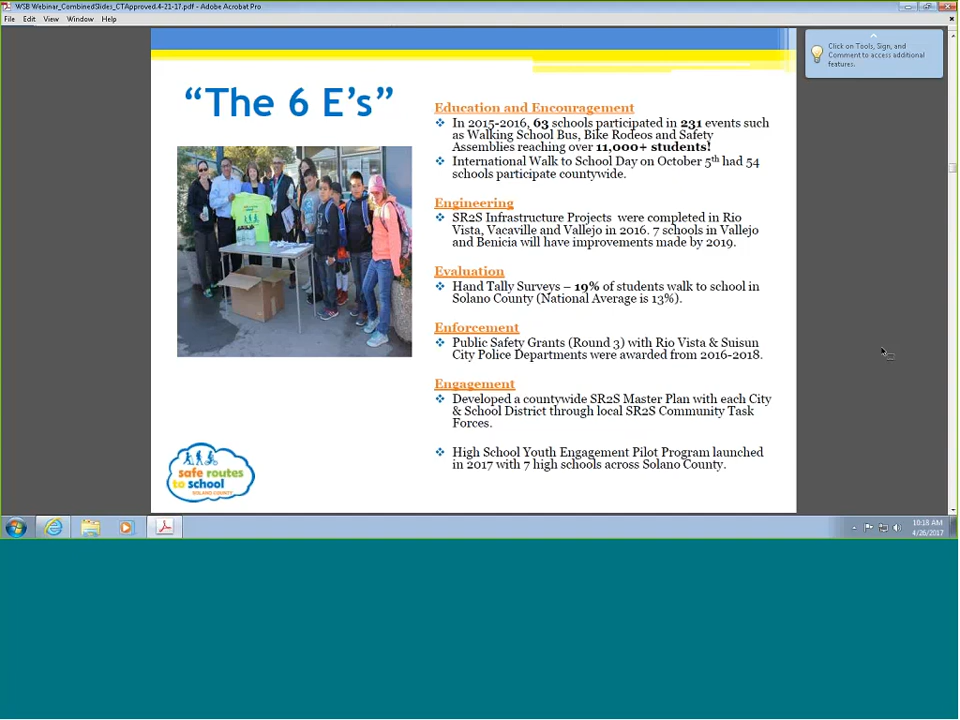 WSB Webinar_CombinedSlides_CTApproved.4-21-17.pdf - Adobe Acrobat Pro
File Edit View Window Help
Click on Tools, Sign, and
Comment to access additional
features.
“The 6 E’s”
Education and Encouragement
In 2015-2016, 63 schools participated in 231 events such
as Walking School Bus, Bike Rodeos and Safety
Assemblies reaching over 11,000+ students!
International Walk to School Day on October 5th had 54
schools participate countywide.
Engineering
SR2S Infrastructure Projects were completed in Rio
Vista, Vacaville and Vallejo in 2016. 7 schools in Vallejo
and Benicia will have improvements made by 2019.
Evaluation
Hand Tally Surveys – 19% of students walk to school in
Solano County (National Average is 13%).
Enforcement
Public Safety Grants (Round 3) with Rio Vista & Suisun
City Police Departments were awarded from 2016-2018.
Engagement
Developed a countywide SR2S Master Plan with each City
& School District through local SR2S Community Task
Forces.
High School Youth Engagement Pilot Program launched
in 2017 with 7 high schools across Solano County.
safe routes
to school
SOLANO COUNTY
10:18 AM
4/26/2017